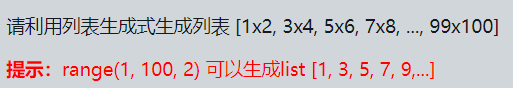 请利用列表生成式生成列表 [1x2, 3x4, 5x6, 7x8, ..., 99x100]
提示：range(1, 100, 2) 可以生成list [1, 3, 5, 7, 9,...]